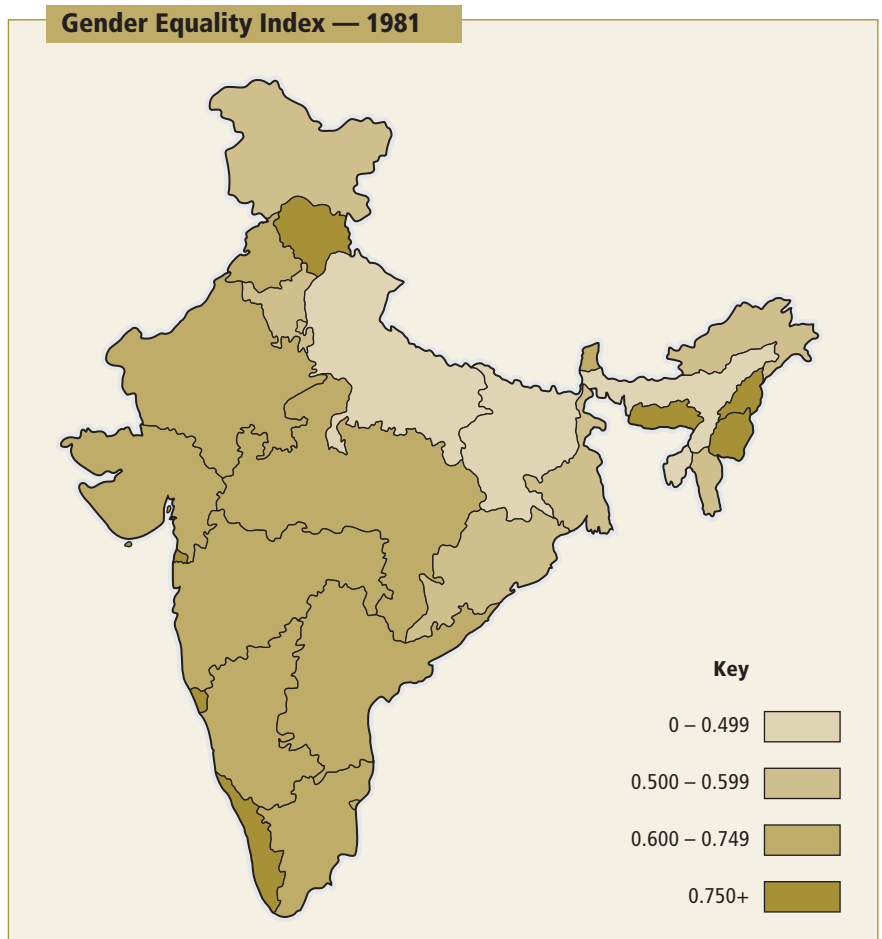 Gender Equality Index — 1981
Key
0 – 0.499
0.500 – 0.599
0.600 – 0.749
0.750+